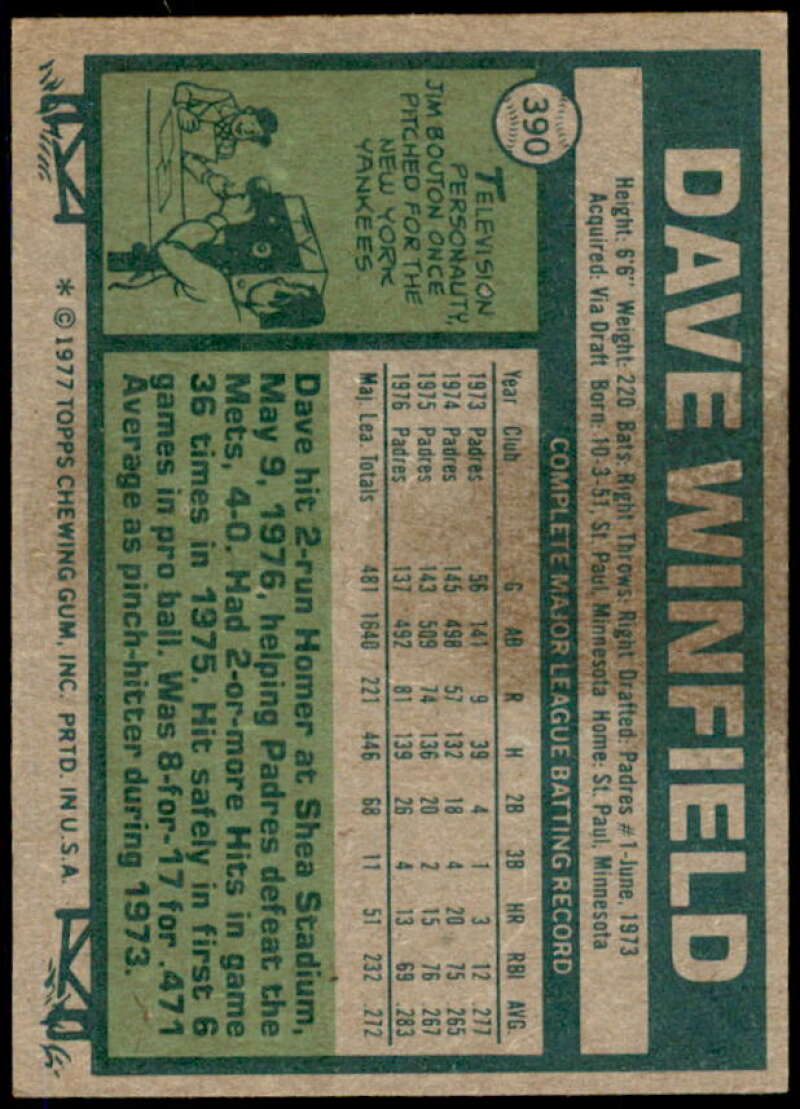 390
DAVE WINFIELD
Height: 6'6" Weight: 220 Bats: Right Throws: Right Drafted: Padres #1-June, 1973
Acquired: Via Draft Born: 10-3-51, St. Paul, Minnesota Home: St. Paul, Minnesota
COMPLETE MAJOR LEAGUE BATTING RECORD
Year Club G AB R H 2B 3B HR RBI AVG.
1973 Padres 56 141 9 39 4 1 3 12 .277
1974 Padres 145 498 57 132 18 4 20 75 .265
1975 Padres 143 509 74 136 20 2 15 76 .267
1976 Padres 137 492 81 139 26 4 13 69 .283
Maj. Lea. Totals 481 1640 221 446 68 11 51 232 .272
TELEVISION
PERSONALITY,
JIM BOUTON ONCE
PITCHED FOR THE
NEW YORK
YANKEES
TV
Dave hit 2-run Homer at Shea Stadium,
May 9, 1976, helping Padres defeat the
Mets, 4-0. Had 2-or-more Hits in game
36 times in 1975. Hit safely in first 6
games in pro ball. Was 8-for-17 for .471
Average as pinch-hitter during 1973.
* © 1977 TOPPS CHEWING GUM, INC. PRTD. IN U.S.A.